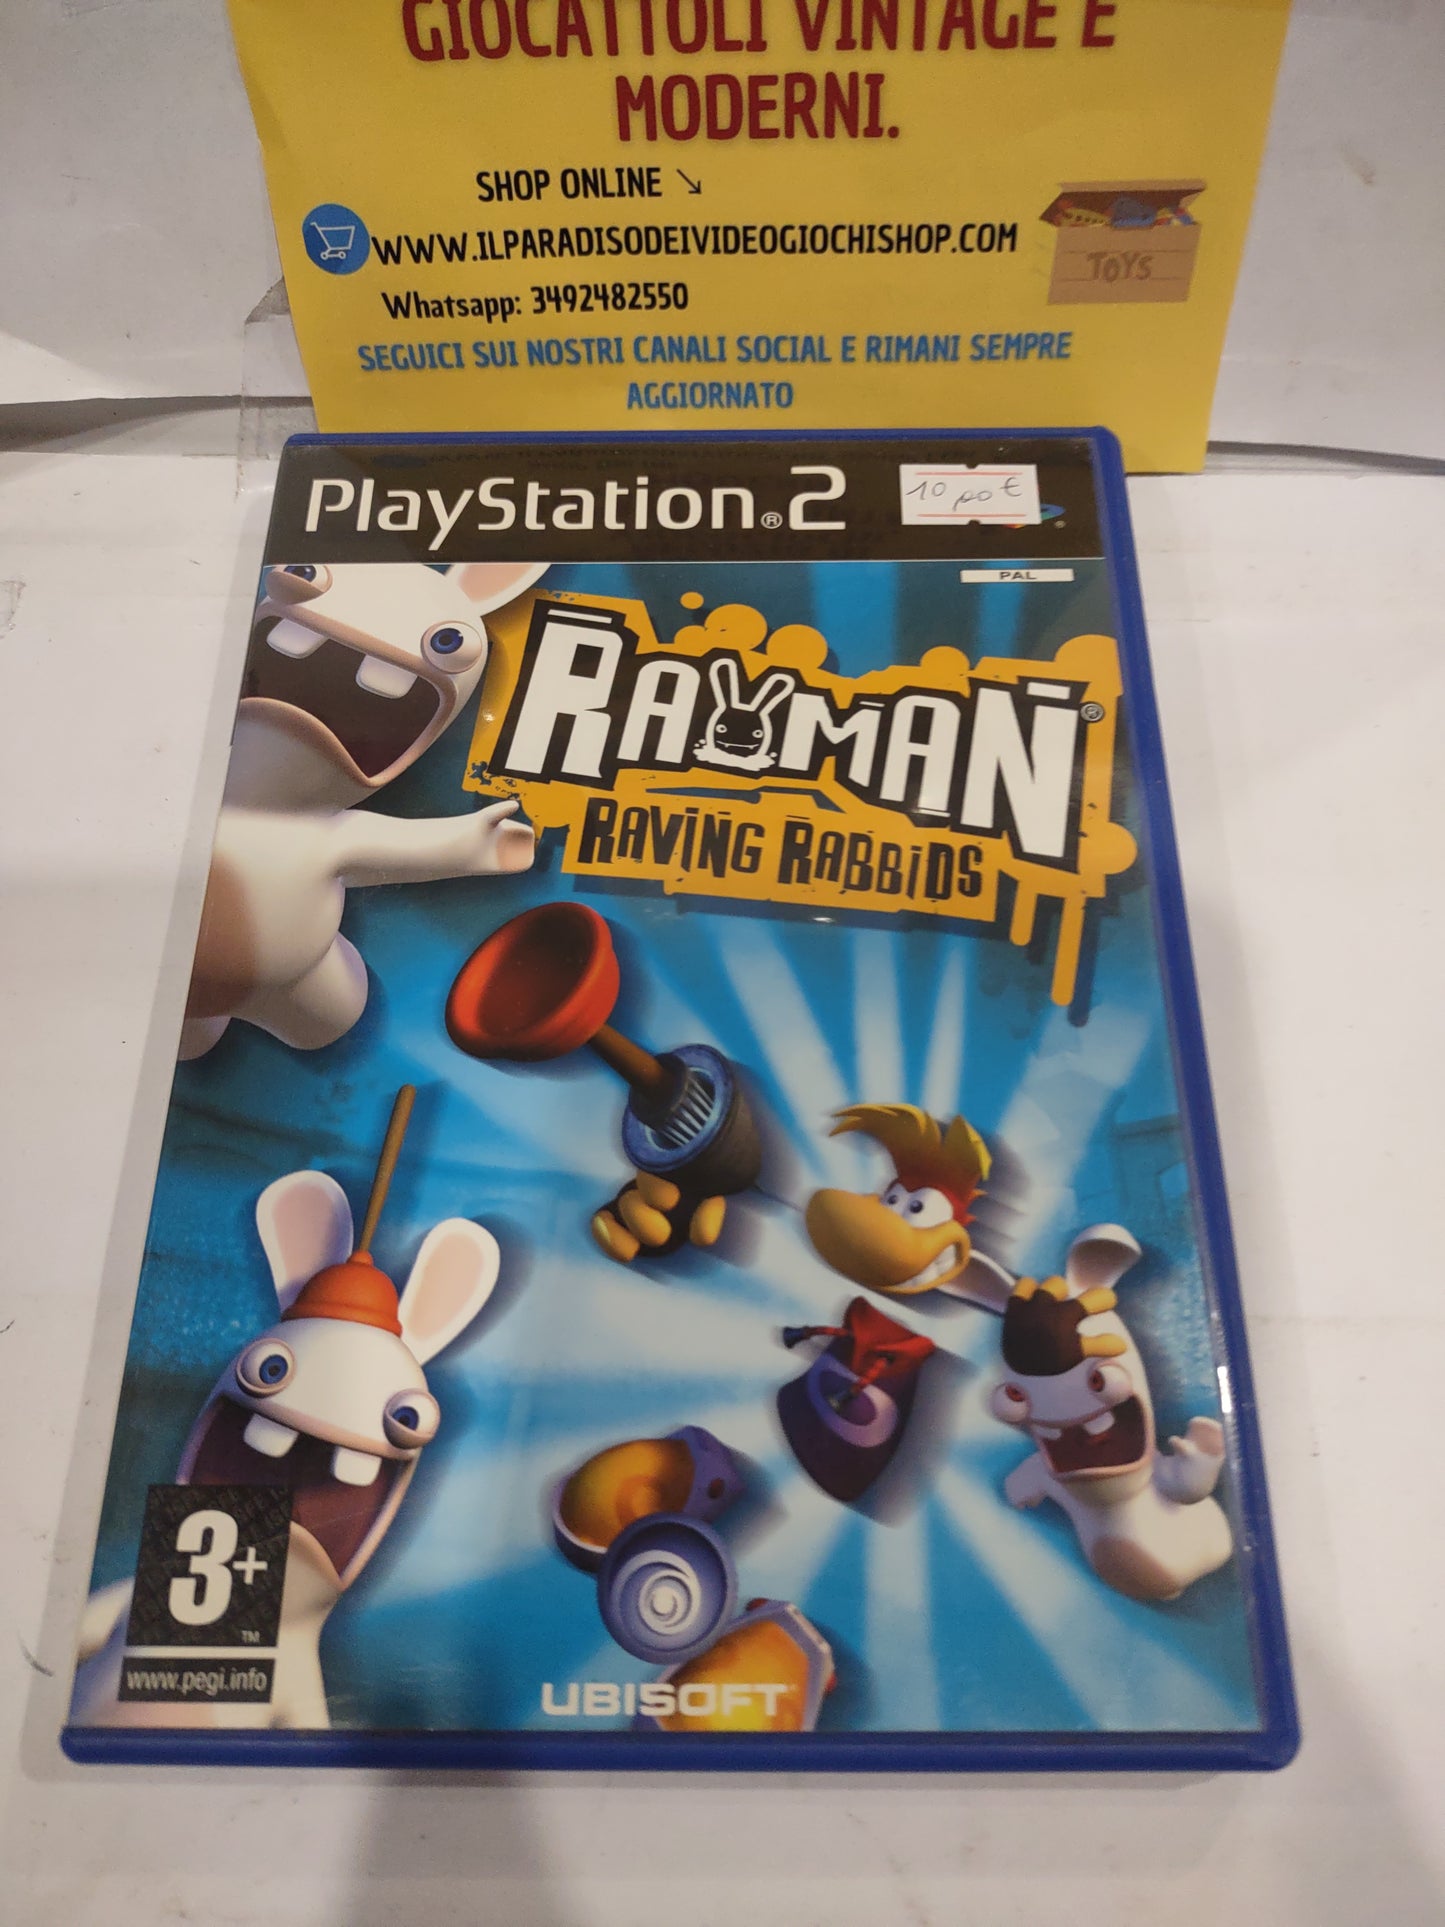 GIOCATTOLI VINTAGE E
MODERNI.
SHOP ONLINE ↘
WWW.ILPARADISODEIVIDEOGIOCHISHOP.COM
TOYS
Whatsapp: 3492482550
SEGUICI SUI NOSTRI CANALI SOCIAL E RIMANI SEMPRE
AGGIORNATO
PlayStation®2
10,00 €
PAL
RAYMAN®
RAVING RABBIDS
3+
TM
www.pegi.info
UBISOFT